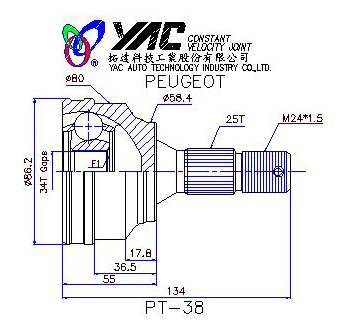 YAC
CONSTANT
VELOCITY JOINT
拓達科技工業股份有限公司
YAC AUTO TECHNOLOGY INDUSTRY CO.,LTD.
PEUGEOT
Ø80
Ø58.4
25T
M24*1.5
Ø86.2
34T Gaps
F1
17.8
36.5
55
134
PT-38